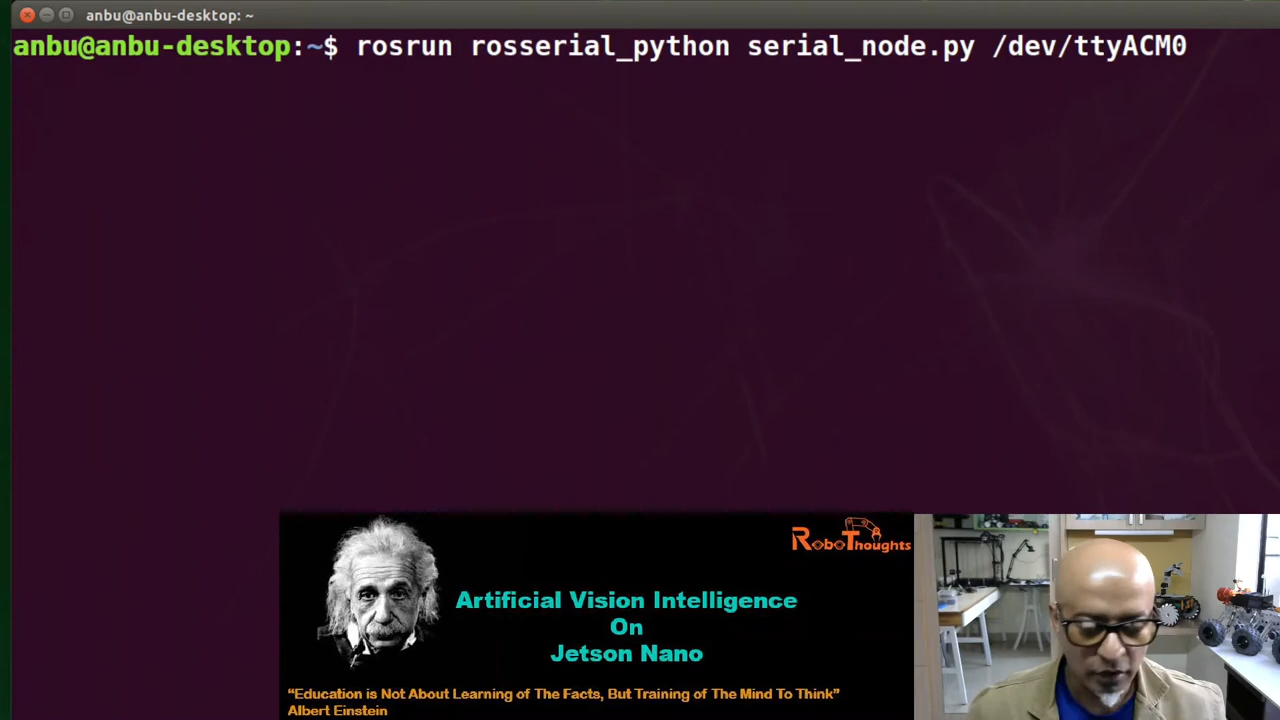 anbu@anbu-desktop: ~
anbu@anbu-desktop:~$ rosrun rosserial_python serial_node.py /dev/ttyACM0
RoboThoughts
Artificial Vision Intelligence
On
Jetson Nano
“Education is Not About Learning of The Facts, But Training of The Mind To Think”
Albert Einstein